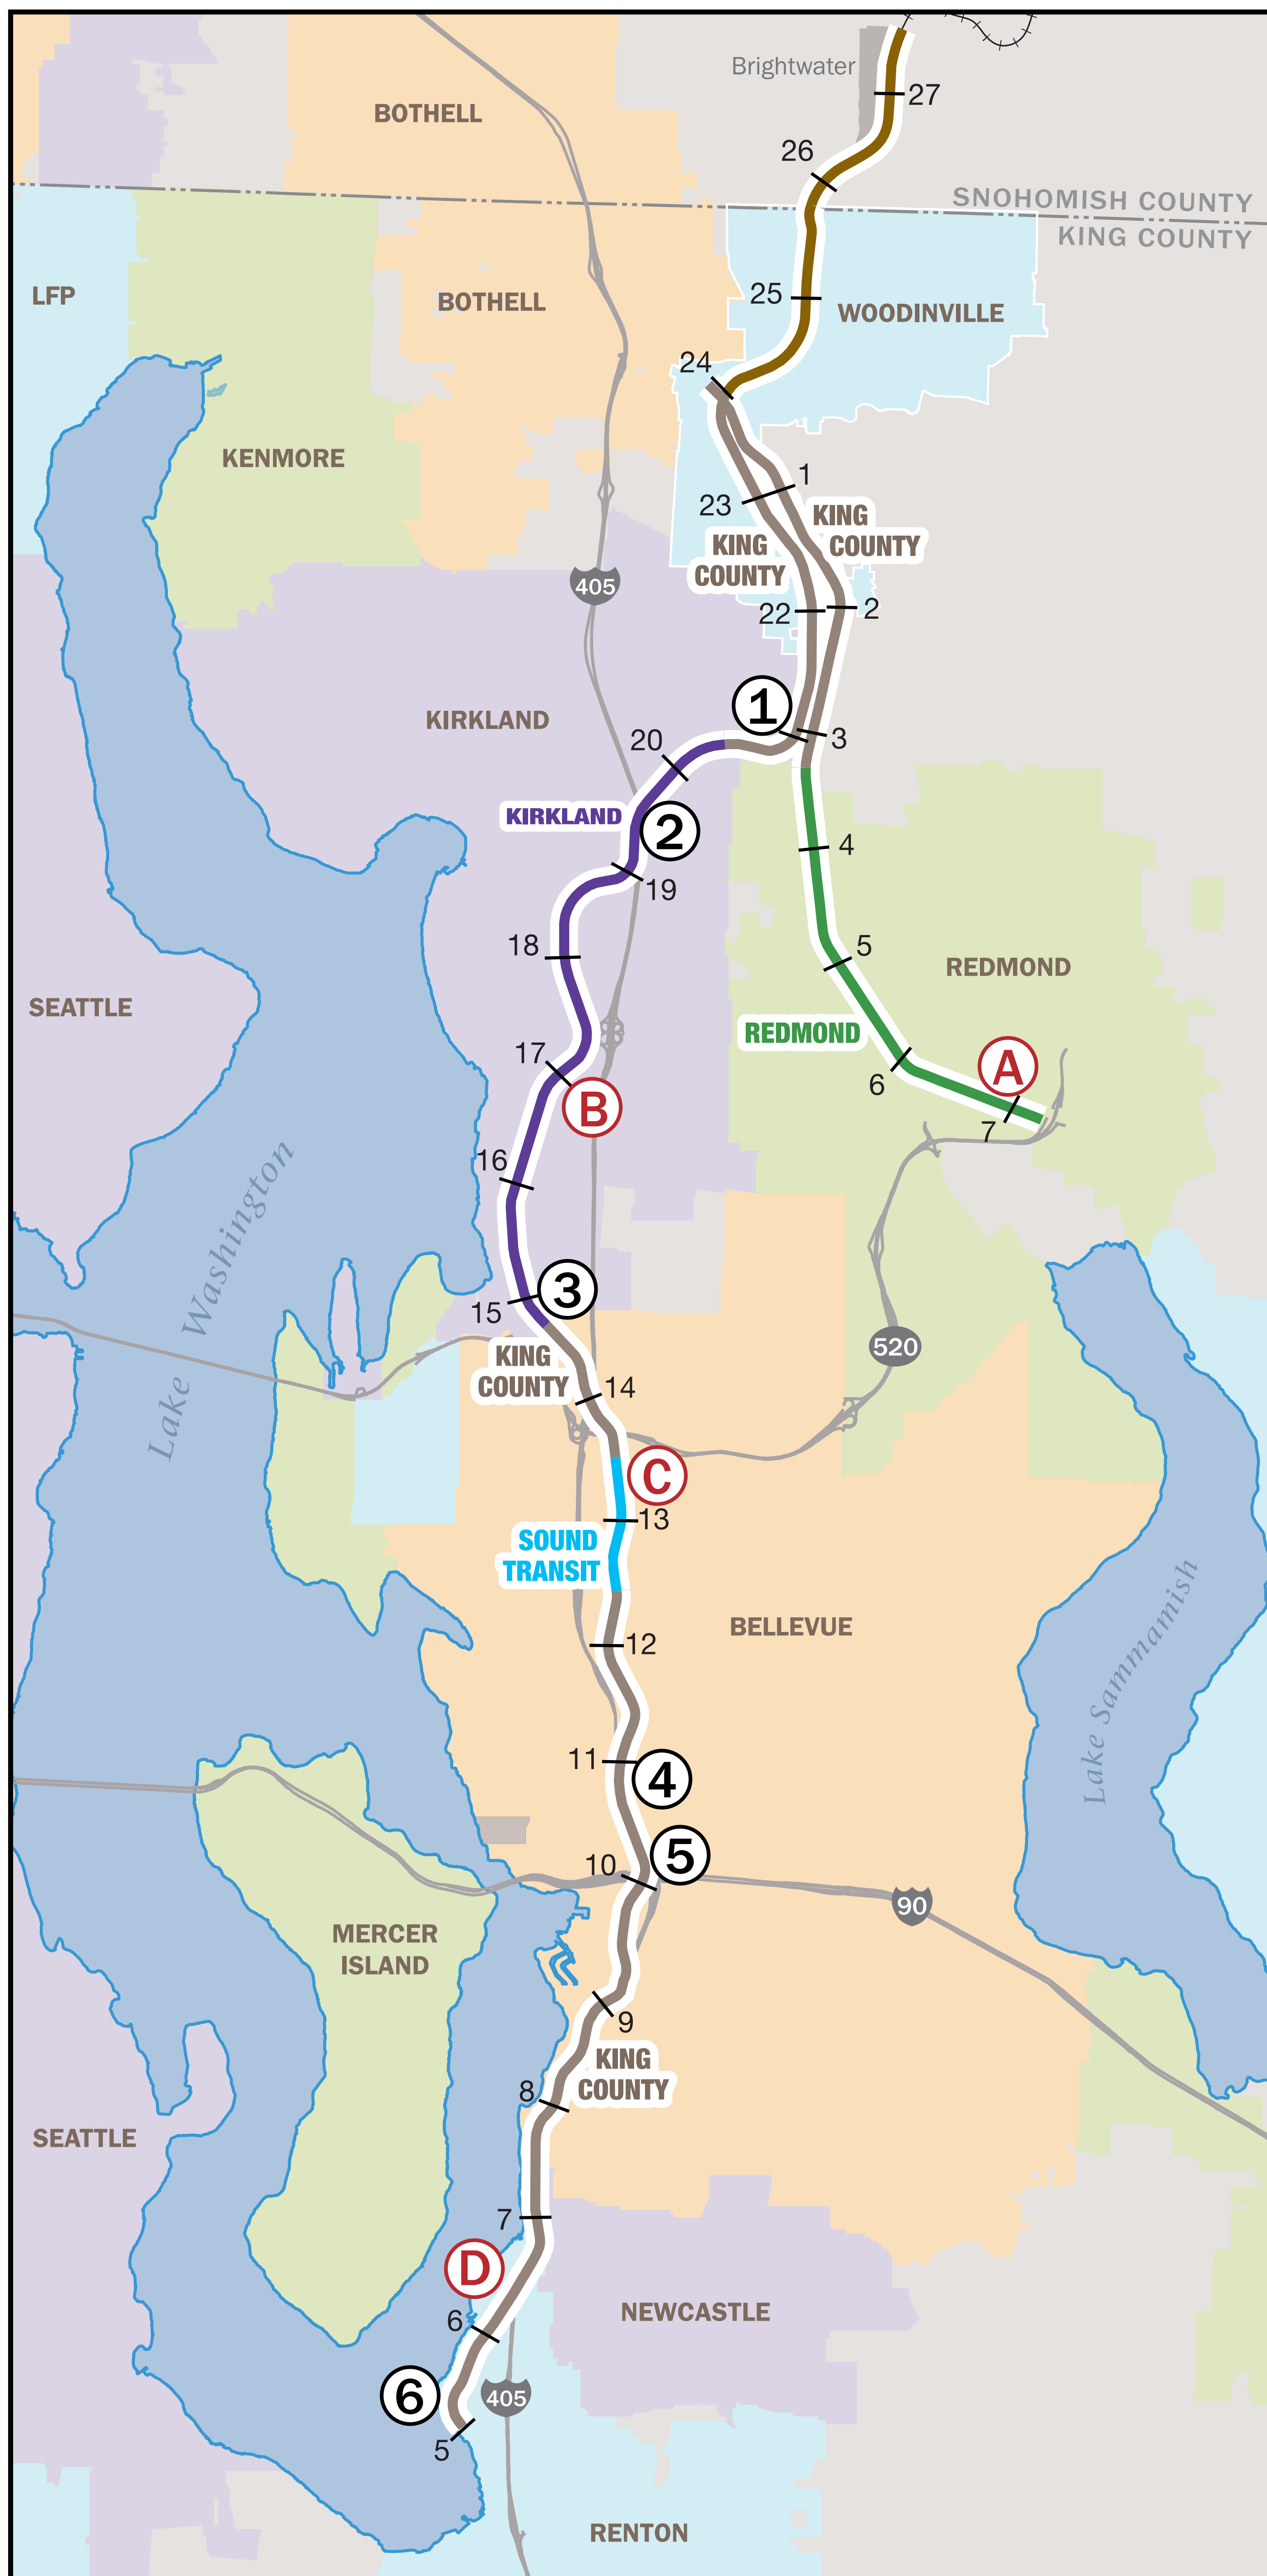 Brightwater
27
BOTHELL
26
SNOHOMISH COUNTY
KING COUNTY
LFP
BOTHELL
25
WOODINVILLE
24
KENMORE
1
23
KING
COUNTY
KING
COUNTY
405
22
2
1
KIRKLAND
20
3
KIRKLAND
2
4
19
18
5
REDMOND
SEATTLE
REDMOND
17
6
A
B
7
16
Lake Washington
3
15
520
KING
COUNTY
14
C
13
SOUND
TRANSIT
BELLEVUE
12
Lake Sammamish
11
4
5
10
90
MERCER
ISLAND
9
KING
COUNTY
8
SEATTLE
7
D
NEWCASTLE
6
6
405
5
RENTON